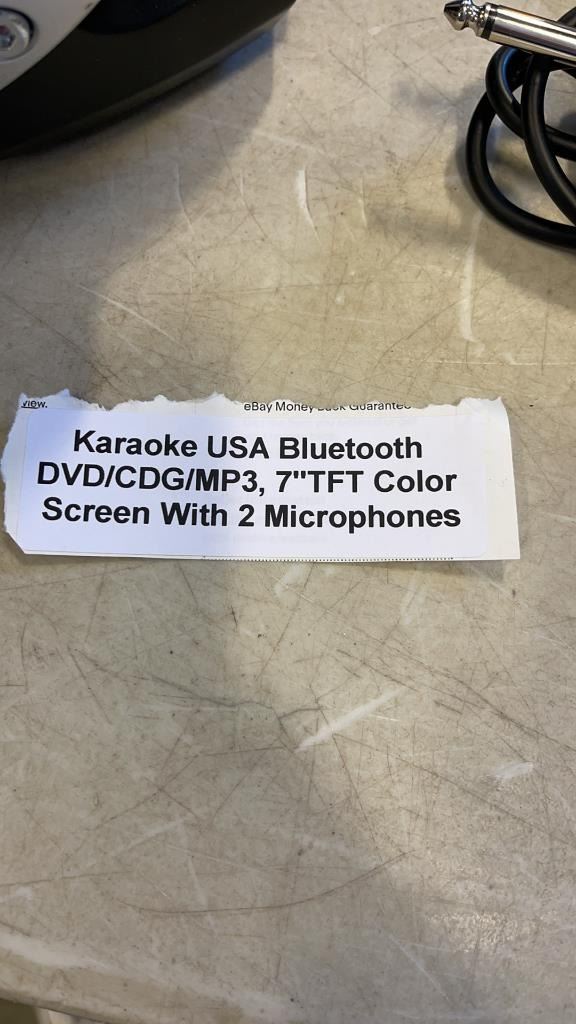 view.
eBay Money Back Guarantee
Karaoke USA Bluetooth
DVD/CDG/MP3, 7"TFT Color
Screen With 2 Microphones